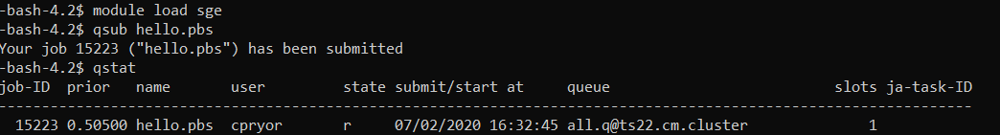 -bash-4.2$ module load sge
-bash-4.2$ qsub hello.pbs
Your job 15223 ("hello.pbs") has been submitted
-bash-4.2$ qstat
job-ID  prior   name       user         state submit/start at     queue                          slots ja-task-ID
-----------------------------------------------------------------------------------------------------------------
  15223 0.50500 hello.pbs  cpryor       r     07/02/2020 16:32:45 all.q@ts22.cm.cluster              1